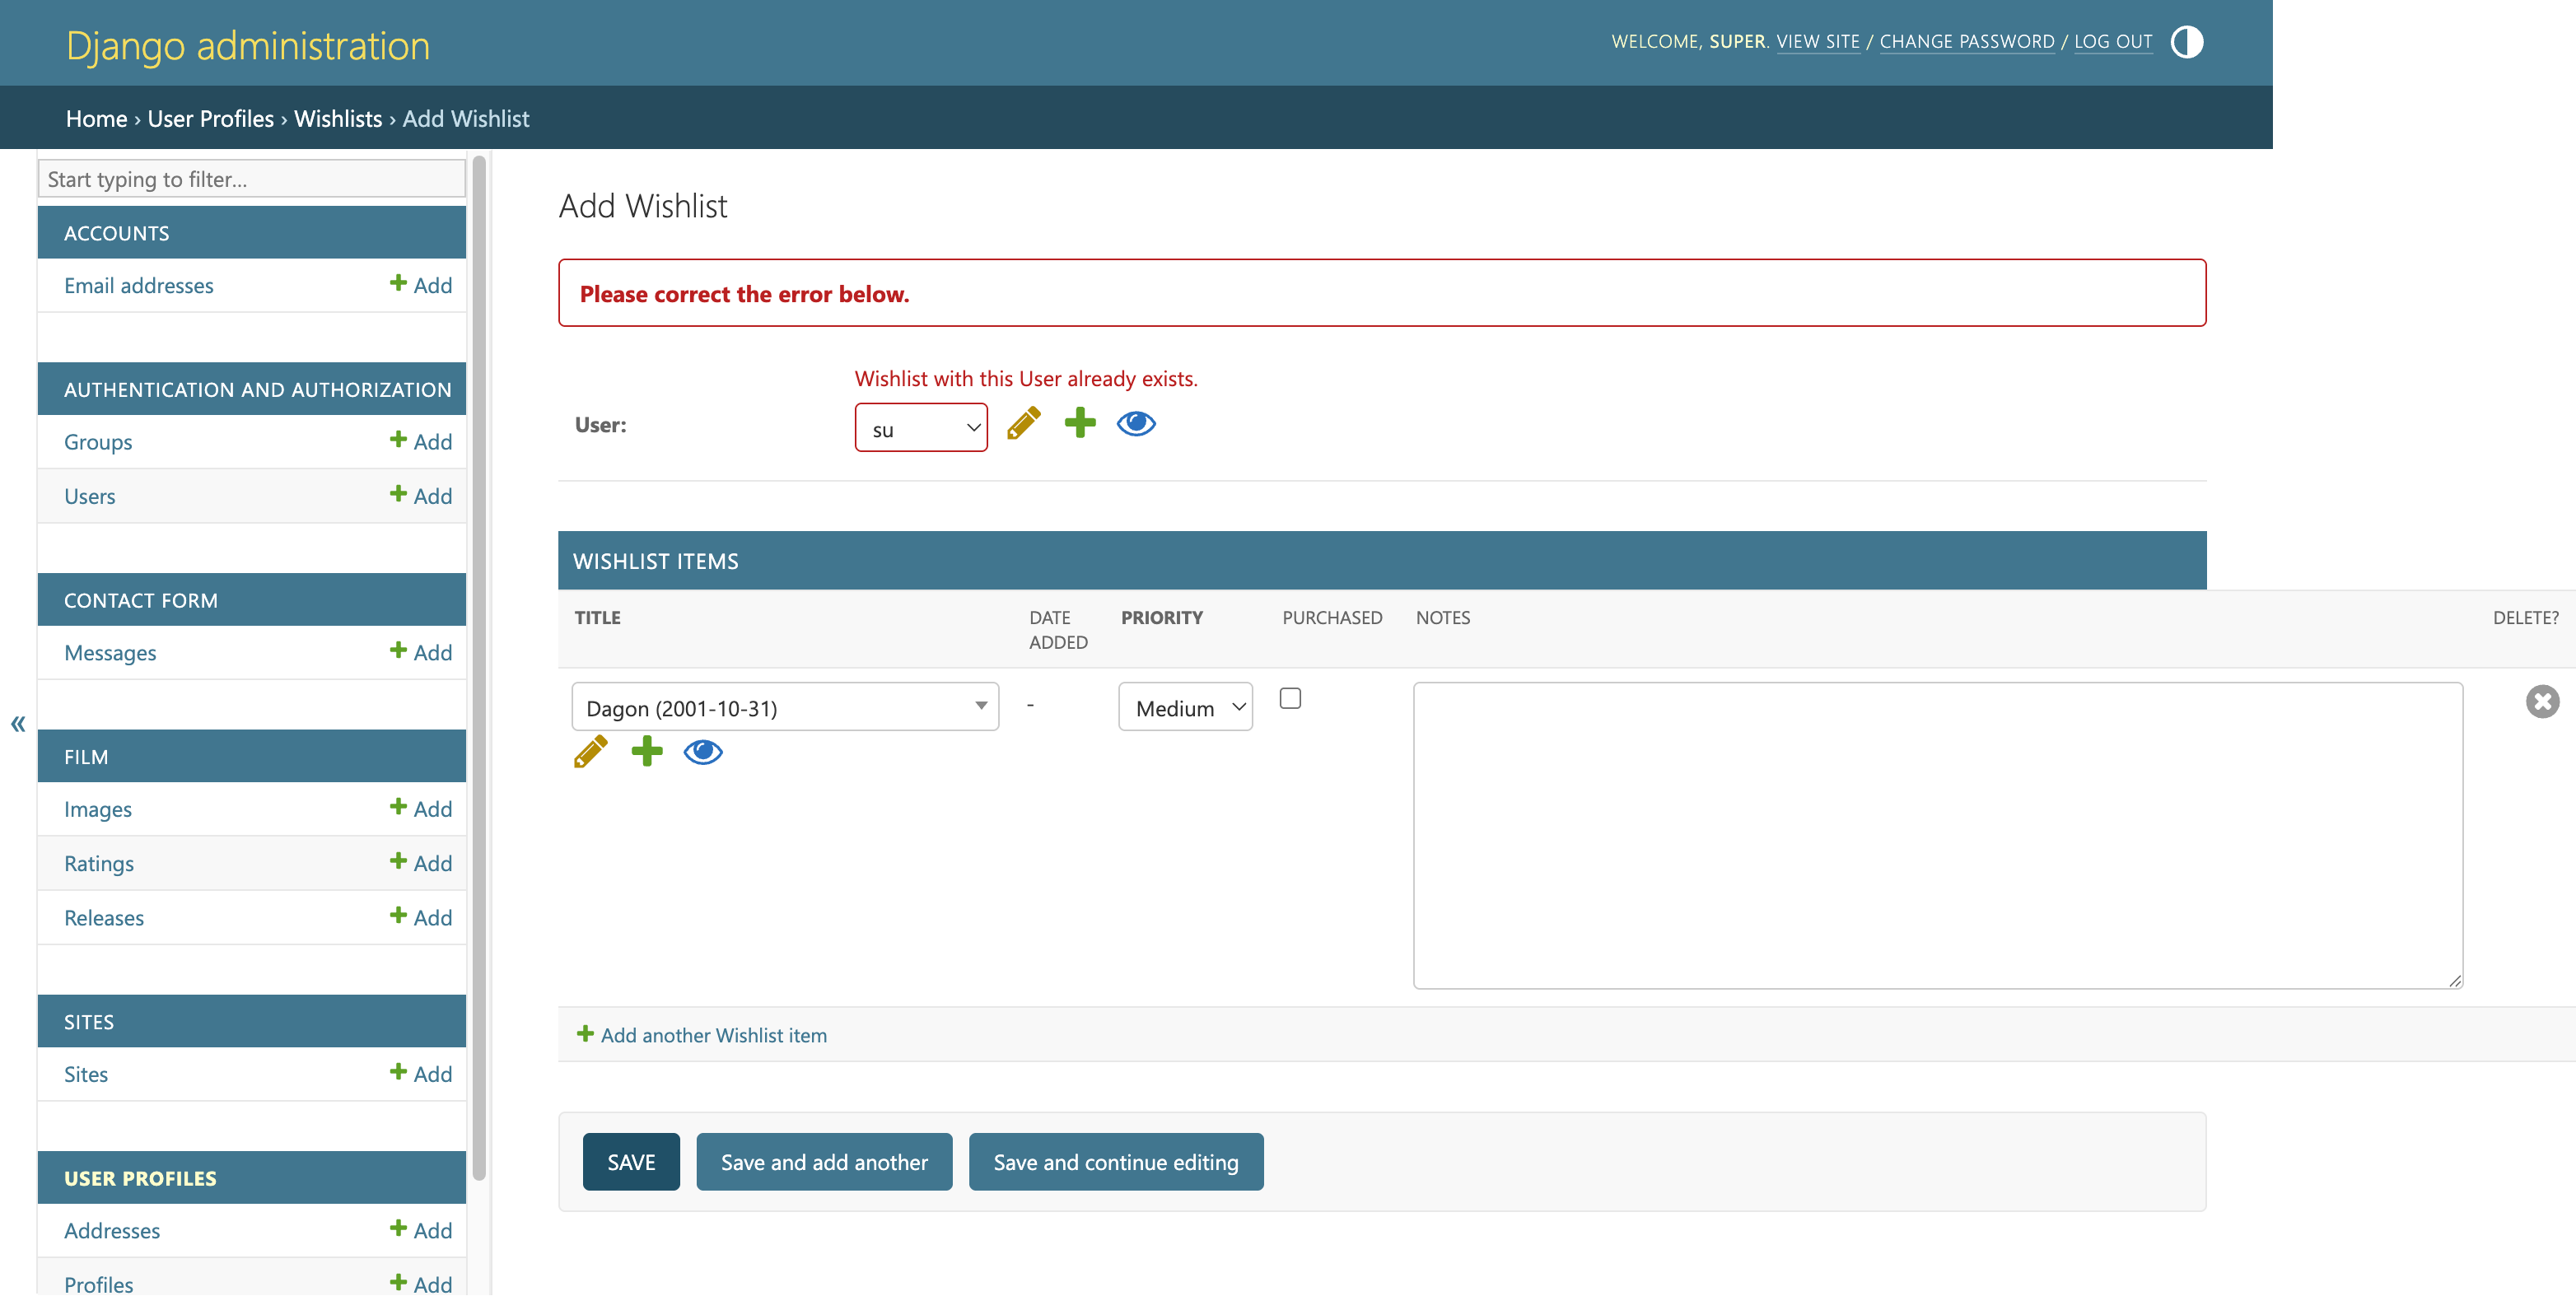 Django administration
WELCOME, SUPER. VIEW SITE / CHANGE PASSWORD / LOG OUT
Home › User Profiles › Wishlists › Add Wishlist
Start typing to filter...
ACCOUNTS
Email addresses Add
AUTHENTICATION AND AUTHORIZATION
Groups Add
Users Add
CONTACT FORM
Messages Add
«
FILM
Images Add
Ratings Add
Releases Add
SITES
Sites Add
USER PROFILES
Addresses Add
Profiles Add
Add Wishlist
Please correct the error below.
Wishlist with this User already exists.
User: su
WISHLIST ITEMS
TITLE DATE ADDED PRIORITY PURCHASED NOTES DELETE?
Dagon (2001-10-31) - Medium
Add another Wishlist item
SAVE Save and add another Save and continue editing